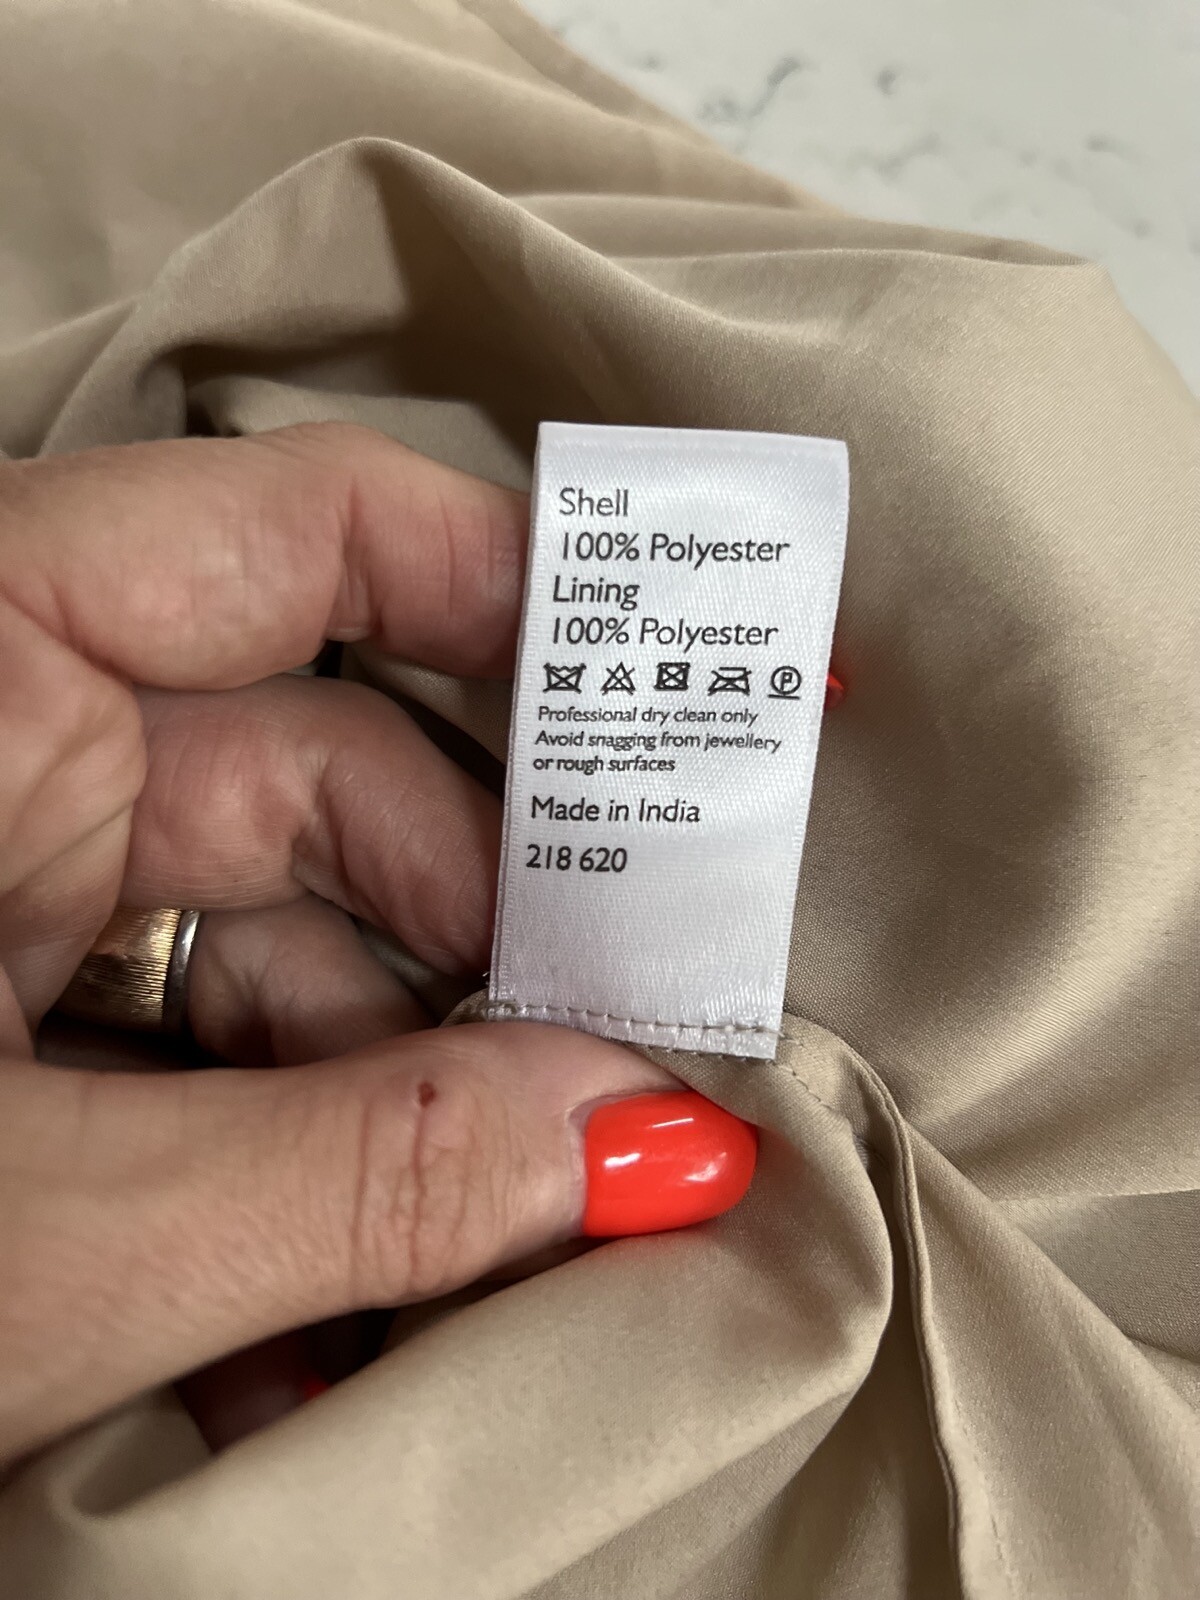 Shell
100% Polyester
Lining
100% Polyester
P
Professional dry clean only
Avoid snagging from jewellery
or rough surfaces
Made in India
218 620